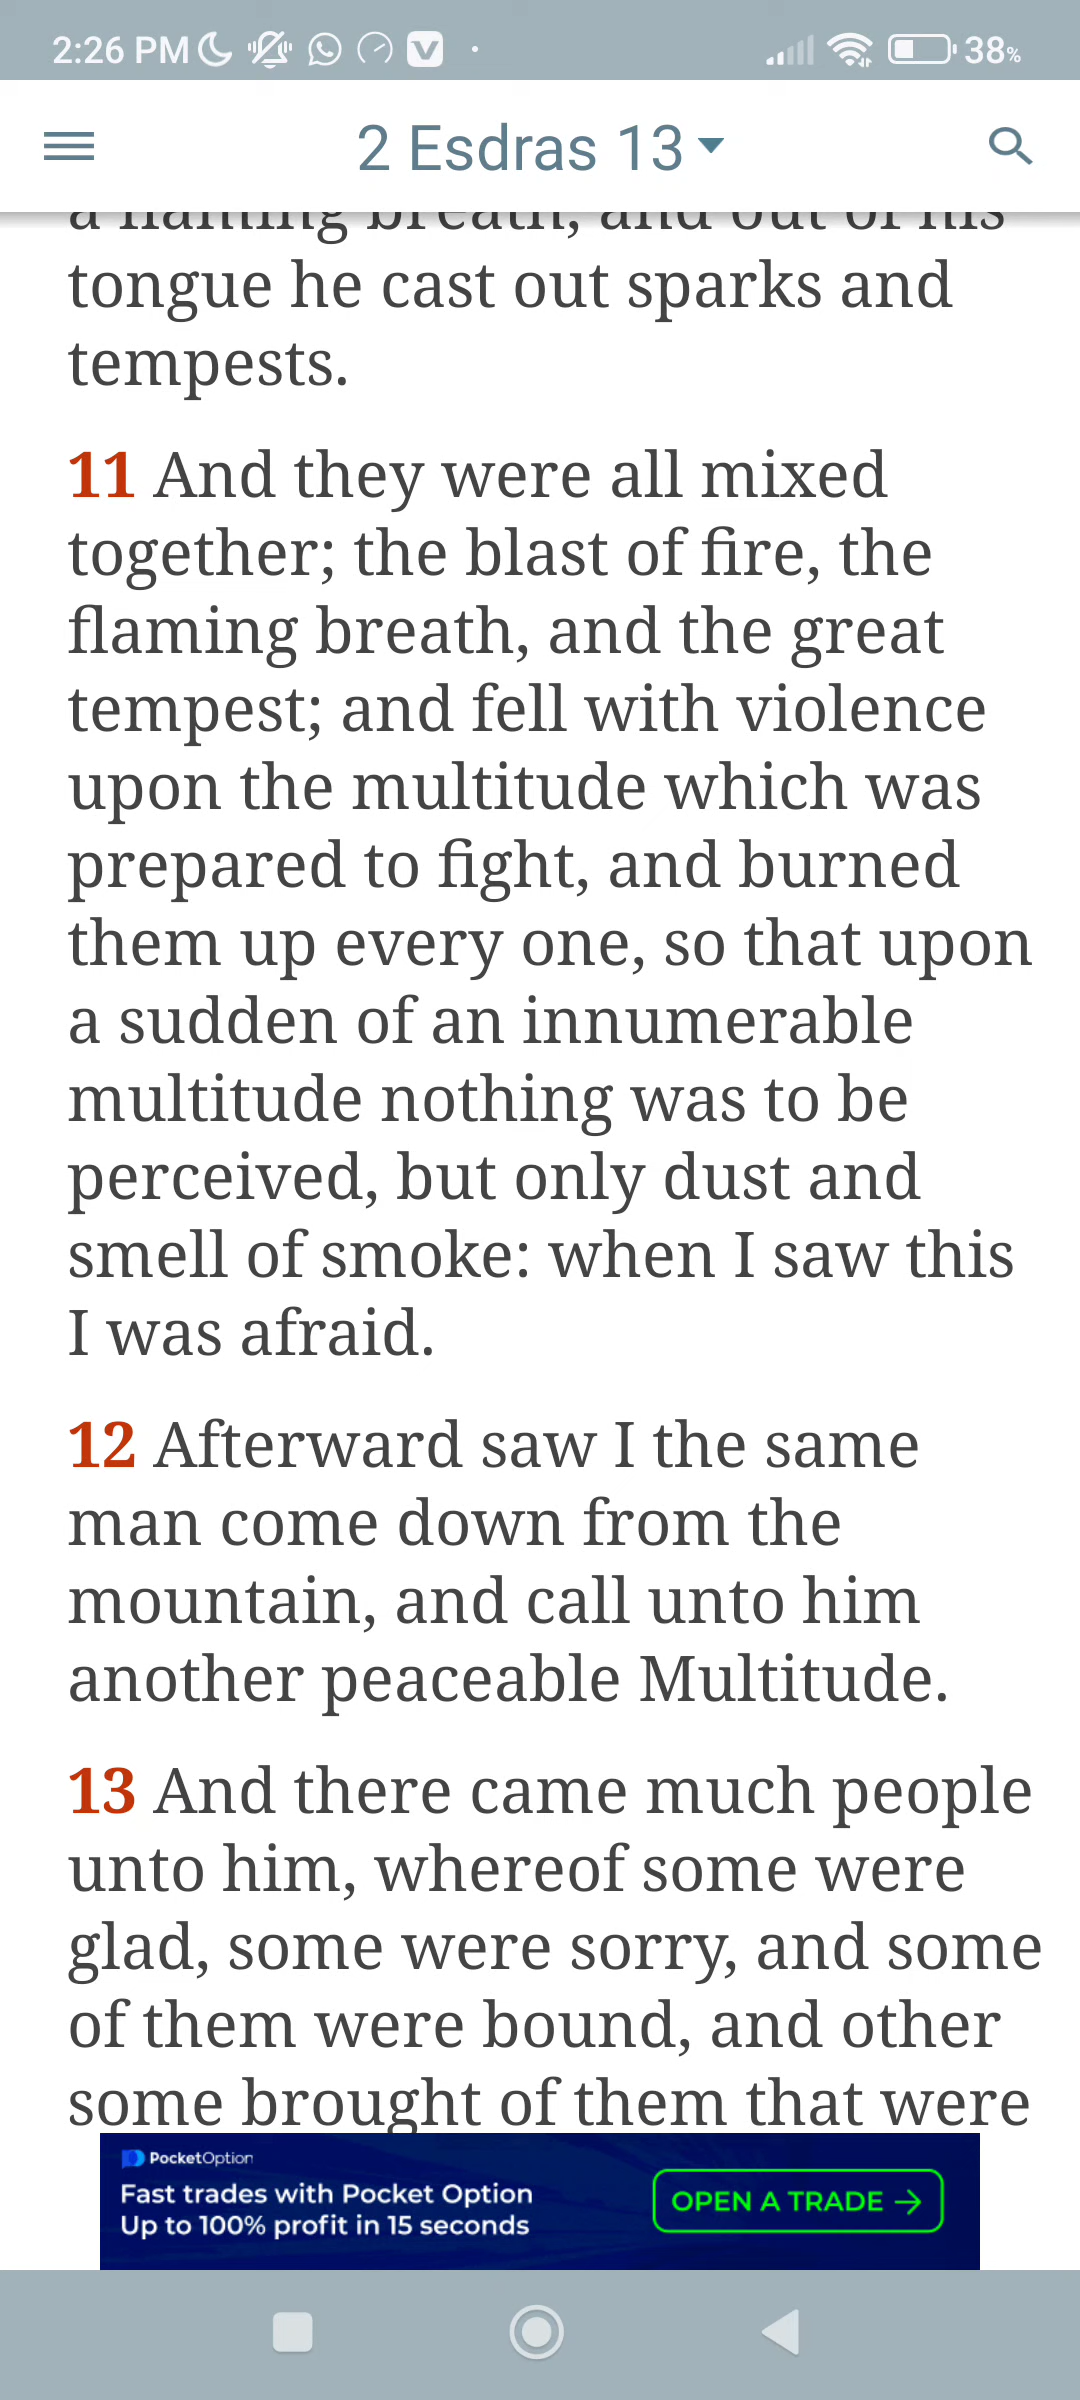 2:26 PM
38%
2 Esdras 13
a flaming breath, and out of his
tongue he cast out sparks and
tempests.
11 And they were all mixed
together; the blast of fire, the
flaming breath, and the great
tempest; and fell with violence
upon the multitude which was
prepared to fight, and burned
them up every one, so that upon
a sudden of an innumerable
multitude nothing was to be
perceived, but only dust and
smell of smoke: when I saw this
I was afraid.
12 Afterward saw I the same
man come down from the
mountain, and call unto him
another peaceable Multitude.
13 And there came much people
unto him, whereof some were
glad, some were sorry, and some
of them were bound, and other
some brought of them that were
PocketOption
Fast trades with Pocket Option
Up to 100% profit in 15 seconds
OPEN A TRADE →